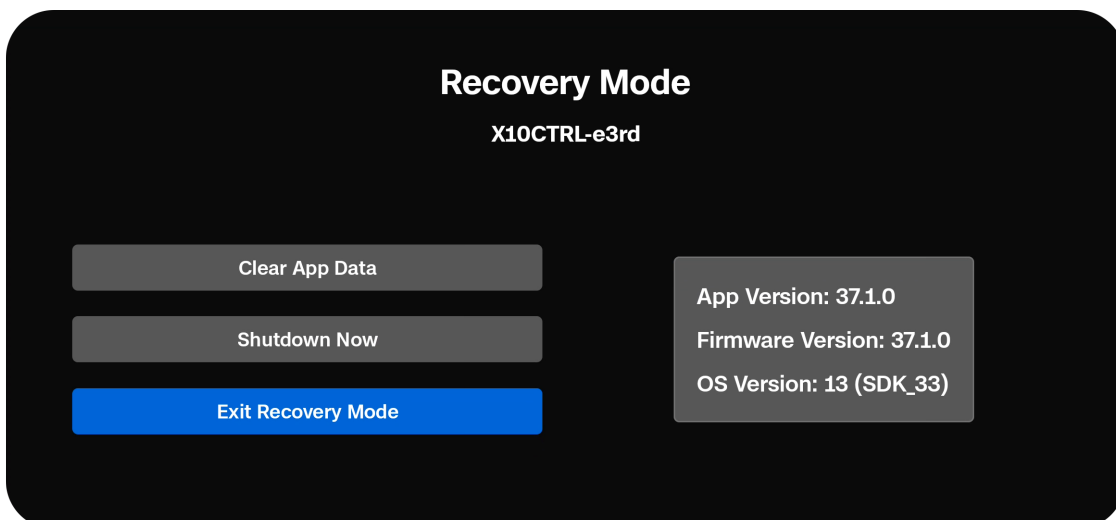 Recovery Mode
X10CTRL-e3rd
Clear App Data
Shutdown Now
Exit Recovery Mode
App Version: 37.1.0
Firmware Version: 37.1.0
OS Version: 13 (SDK_33)